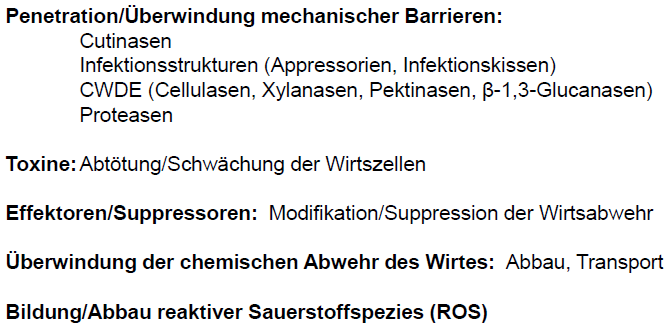 Penetration/Überwindung mechanischer Barrieren:
Cutinasen
Infektionsstrukturen (Appressorien, Infektionskissen)
CWDE (Cellulasen, Xylanasen, Pektinasen, β-1,3-Glucanasen)
Proteasen
Toxine: Abtötung/Schwächung der Wirtszellen
Effektoren/Suppressoren: Modifikation/Suppression der Wirtsabwehr
Überwindung der chemischen Abwehr des Wirtes: Abbau, Transport
Bildung/Abbau reaktiver Sauerstoffspezies (ROS)